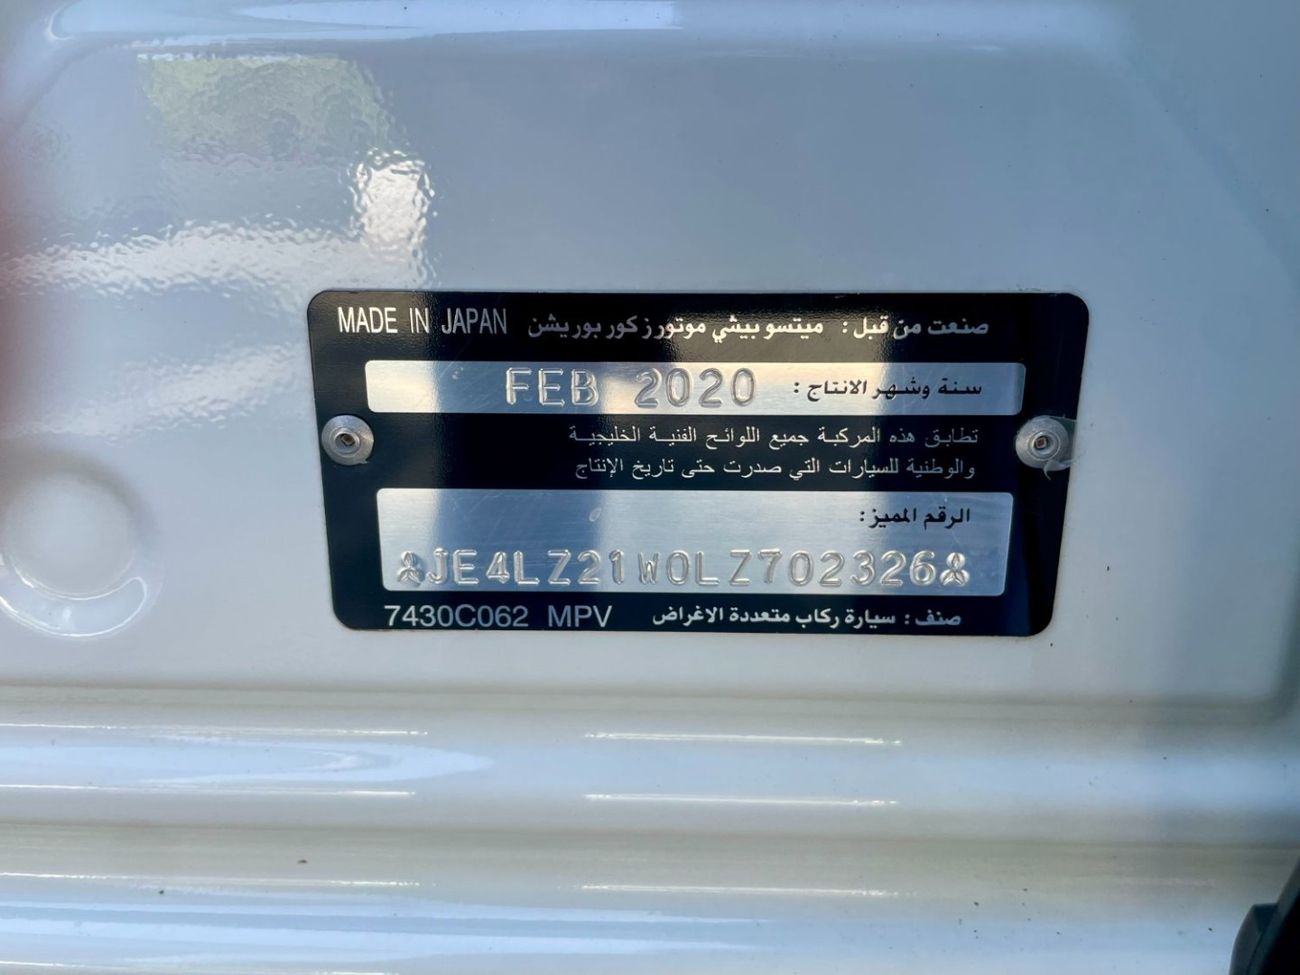 MADE IN JAPAN صنعت من قبل : ميتسوبيشي موتورز كوربوريشن
سنة وشهر الانتاج : FEB 2020
تطابق هذه المركبة جميع اللوائح الفنية الخليجية
والوطنية للسيارات التي صدرت حتى تاريخ الإنتاج
الرقم المميز:
JE4LZ21W0LZ702326
7430C062 MPV صنف : سيارة ركاب متعددة الاغراض